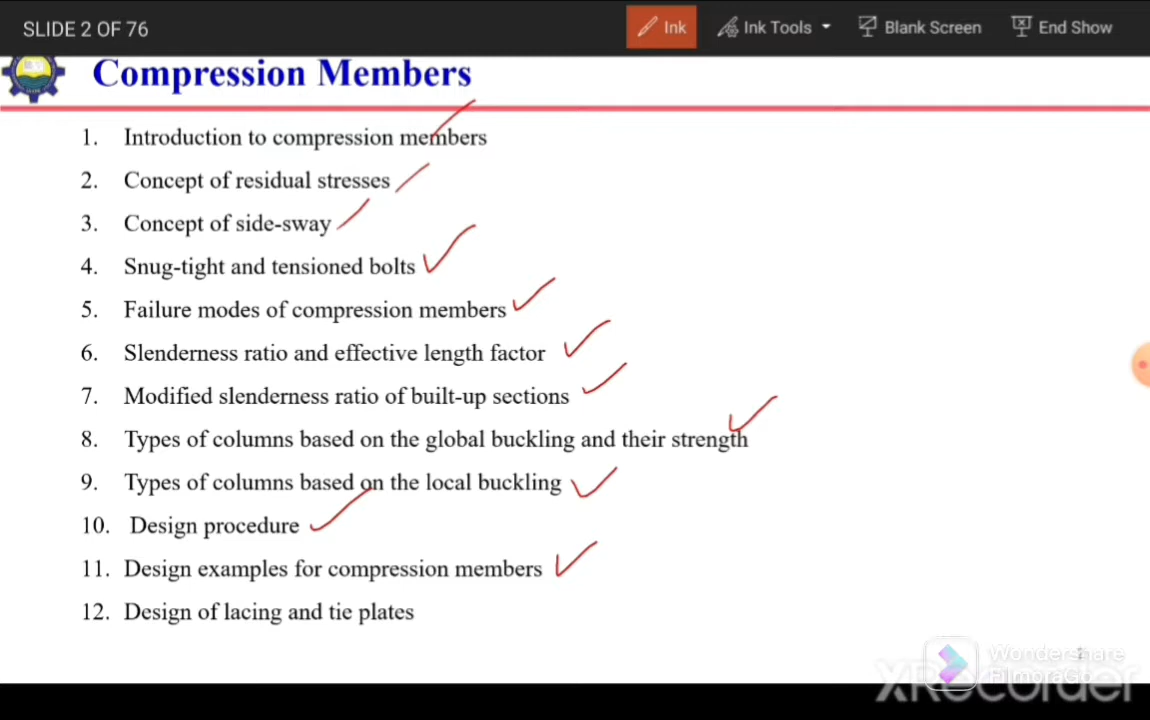 SLIDE 2 OF 76
Ink
Ink Tools
Blank Screen
End Show
Compression Members
1. Introduction to compression members
2. Concept of residual stresses
3. Concept of side-sway
4. Snug-tight and tensioned bolts
5. Failure modes of compression members
6. Slenderness ratio and effective length factor
7. Modified slenderness ratio of built-up sections
8. Types of columns based on the global buckling and their strength
9. Types of columns based on the local buckling
10. Design procedure
11. Design examples for compression members
12. Design of lacing and tie plates
Wondershare
FilmoraGo
XRecorder